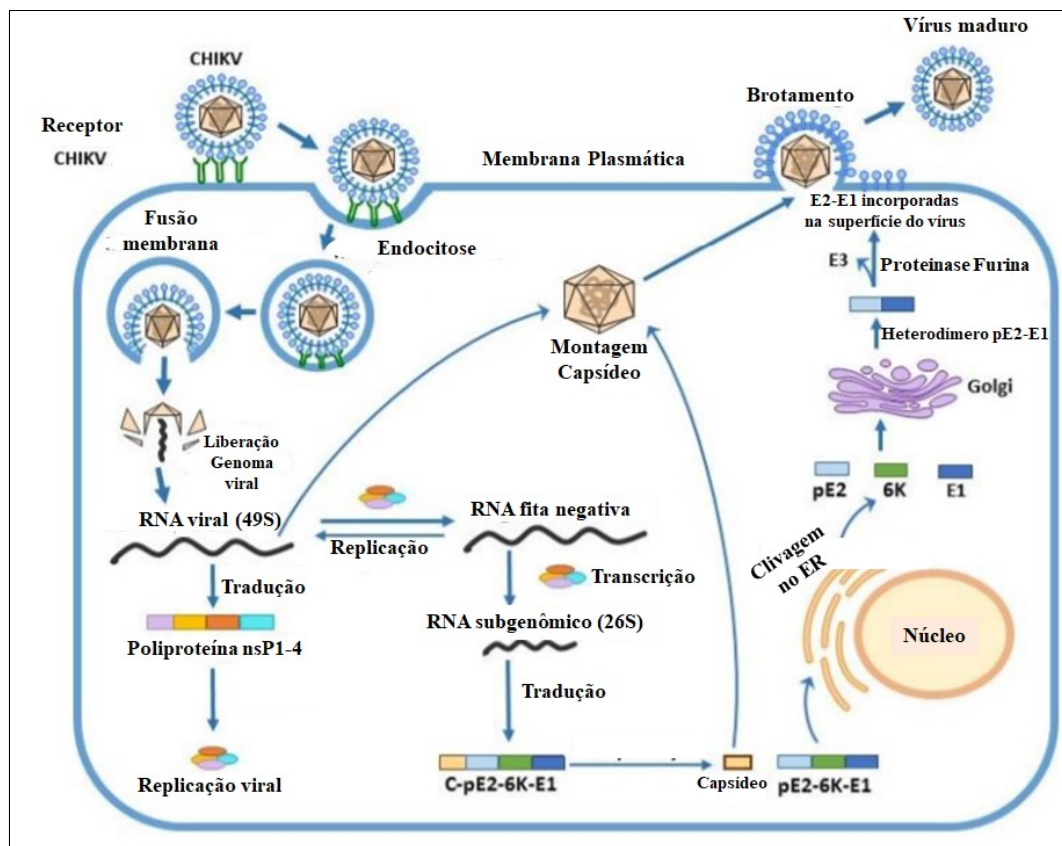 Vírus maduro
CHIKV
Brotamento
Receptor
CHIKV
Membrana Plasmática
E2-E1 incorporadas
na superfície do vírus
Fusão
membrana
Endocitose
E3
Proteinase Furina
Heterodímero pE2-E1
Montagem
Capsídeo
Golgi
Liberação
Genoma
viral
pE2
6K
E1
RNA viral (49S)
Replicação
RNA fita negativa
Clivagem
no ER
Tradução
Transcrição
Poliproteína nsP1-4
RNA subgenômico (26S)
Núcleo
Tradução
Replicação viral
C-pE2-6K-E1
Capsídeo
pE2-6K-E1